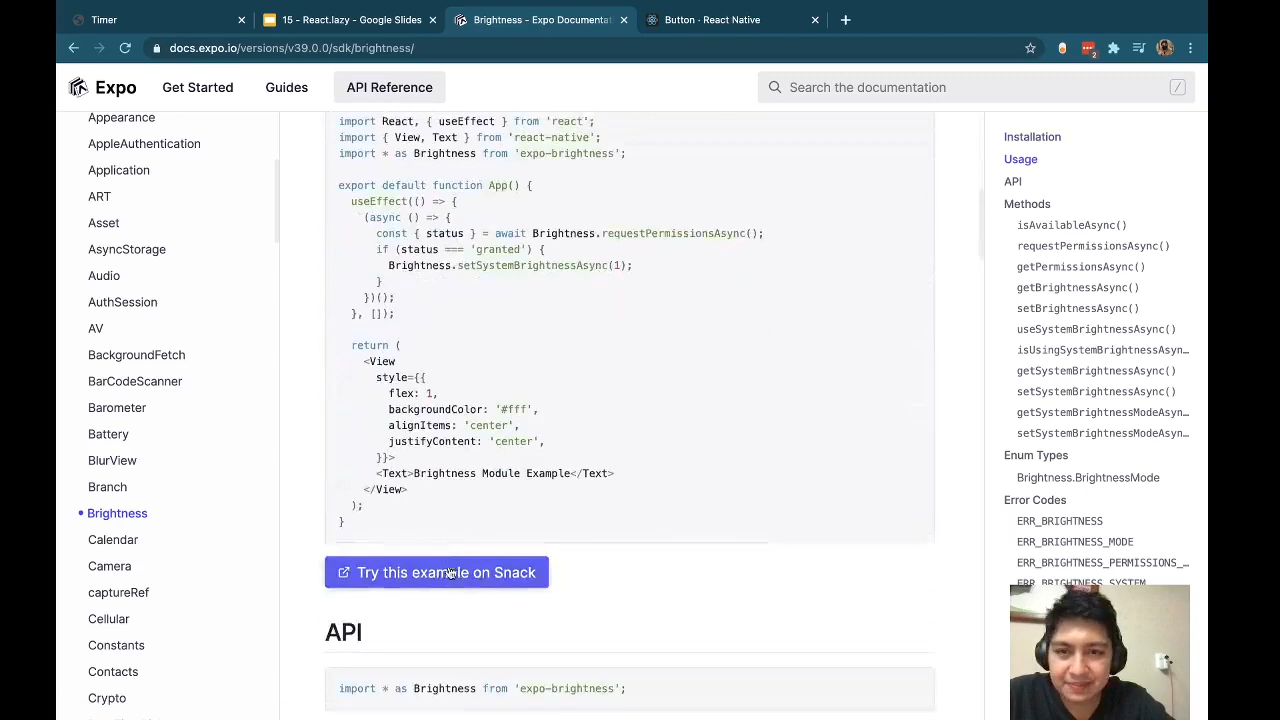 Timer
15 - React.lazy - Google Slides
Brightness - Expo Documentat
Button · React Native
docs.expo.io/versions/v39.0.0/sdk/brightness/
2
Expo
Get Started
Guides
API Reference
Search the documentation
/
Appearance
AppleAuthentication
Application
ART
Asset
AsyncStorage
Audio
AuthSession
AV
BackgroundFetch
BarCodeScanner
Barometer
Battery
BlurView
Branch
Brightness
Calendar
Camera
captureRef
Cellular
Constants
Contacts
Crypto
import React, { useEffect } from 'react';
import { View, Text } from 'react-native';
import * as Brightness from 'expo-brightness';
export default function App() {
useEffect(() => {
(async () => {
const { status } = await Brightness.requestPermissionsAsync();
if (status === 'granted') {
Brightness.setSystemBrightnessAsync(1);
}
})();
}, []);
return (
<View
style={{
flex: 1,
backgroundColor: '#fff',
alignItems: 'center',
justifyContent: 'center',
}}>
<Text>Brightness Module Example</Text>
</View>
);
}
Try this example on Snack
API
import * as Brightness from 'expo-brightness';
Installation
Usage
API
Methods
isAvailableAsync()
requestPermissionsAsync()
getPermissionsAsync()
getBrightnessAsync()
setBrightnessAsync()
useSystemBrightnessAsync()
isUsingSystemBrightnessAsyn…
getSystemBrightnessAsync()
setSystemBrightnessAsync()
getSystemBrightnessModeAsyn…
setSystemBrightnessModeAsyn…
Enum Types
Brightness.BrightnessMode
Error Codes
ERR_BRIGHTNESS
ERR_BRIGHTNESS_MODE
ERR_BRIGHTNESS_PERMISSIONS_…
ERR_BRIGHTNESS_SYSTEM